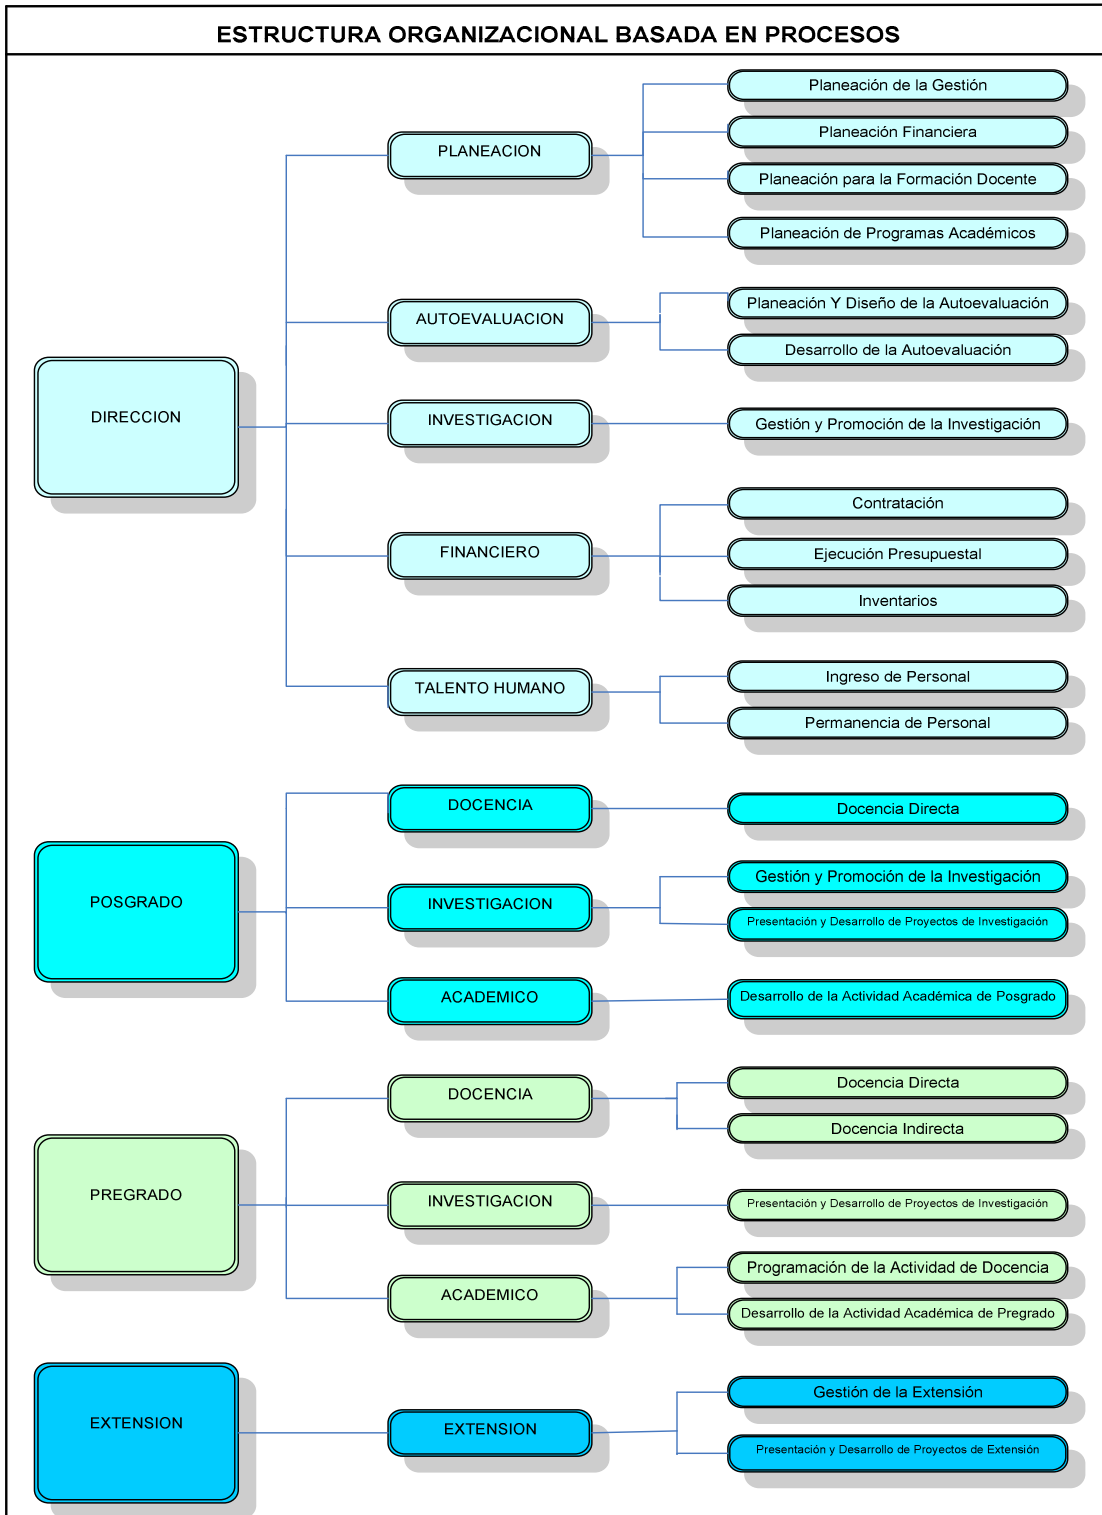 ESTRUCTURA ORGANIZACIONAL BASADA EN PROCESOS
DIRECCION
PLANEACION
Planeación de la Gestión
Planeación Financiera
Planeación para la Formación Docente
Planeación de Programas Académicos
AUTOEVALUACION
Planeación Y Diseño de la Autoevaluación
Desarrollo de la Autoevaluación
INVESTIGACION
Gestión y Promoción de la Investigación
FINANCIERO
Contratación
Ejecución Presupuestal
Inventarios
TALENTO HUMANO
Ingreso de Personal
Permanencia de Personal
POSGRADO
DOCENCIA
Docencia Directa
INVESTIGACION
Gestión y Promoción de la Investigación
Presentación y Desarrollo de Proyectos de Investigación
ACADEMICO
Desarrollo de la Actividad Académica de Posgrado
PREGRADO
DOCENCIA
Docencia Directa
Docencia Indirecta
INVESTIGACION
Presentación y Desarrollo de Proyectos de Investigación
ACADEMICO
Programación de la Actividad de Docencia
Desarrollo de la Actividad Académica de Pregrado
EXTENSION
EXTENSION
Gestión de la Extensión
Presentación y Desarrollo de Proyectos de Extensión